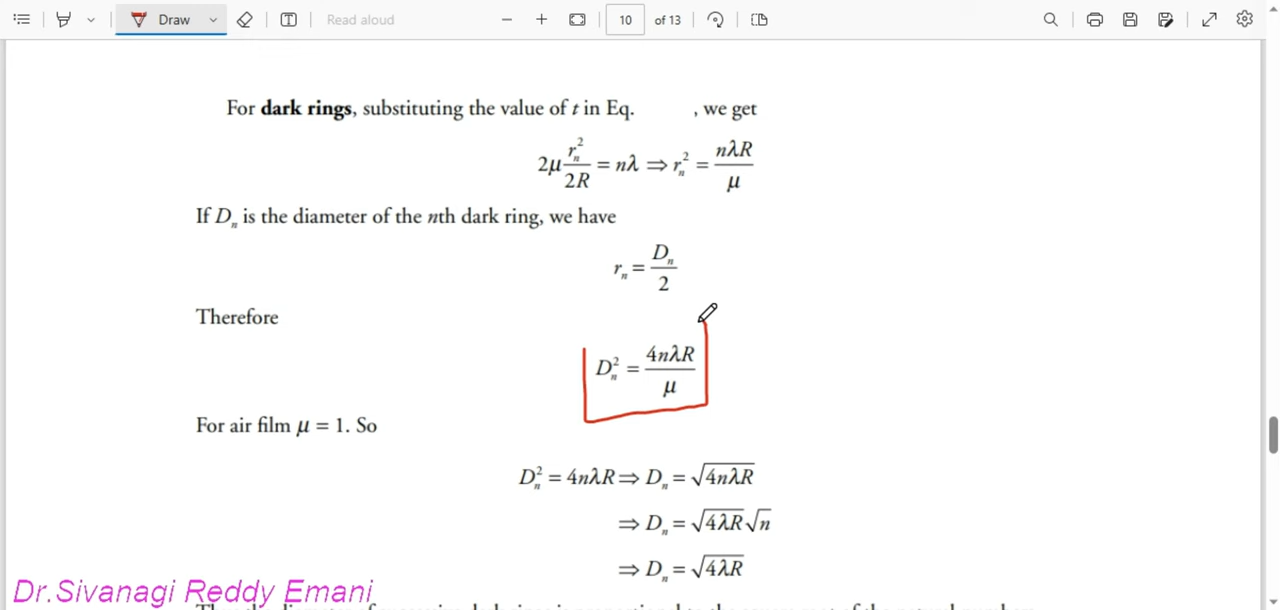 Draw
Read aloud
10 of 13
For dark rings, substituting the value of t in Eq. , we get
2μ r_n^2/2R = nλ ⇒ r_n^2 = nλR/μ
If D_n is the diameter of the nth dark ring, we have
r_n = D_n/2
Therefore
D_n^2 = 4nλR/μ
For air film μ = 1. So
D_n^2 = 4nλR ⇒ D_n = √(4nλR)
⇒ D_n = √(4λR) √n
⇒ D_n = √(4λR)
Dr.Sivanagi Reddy Emani